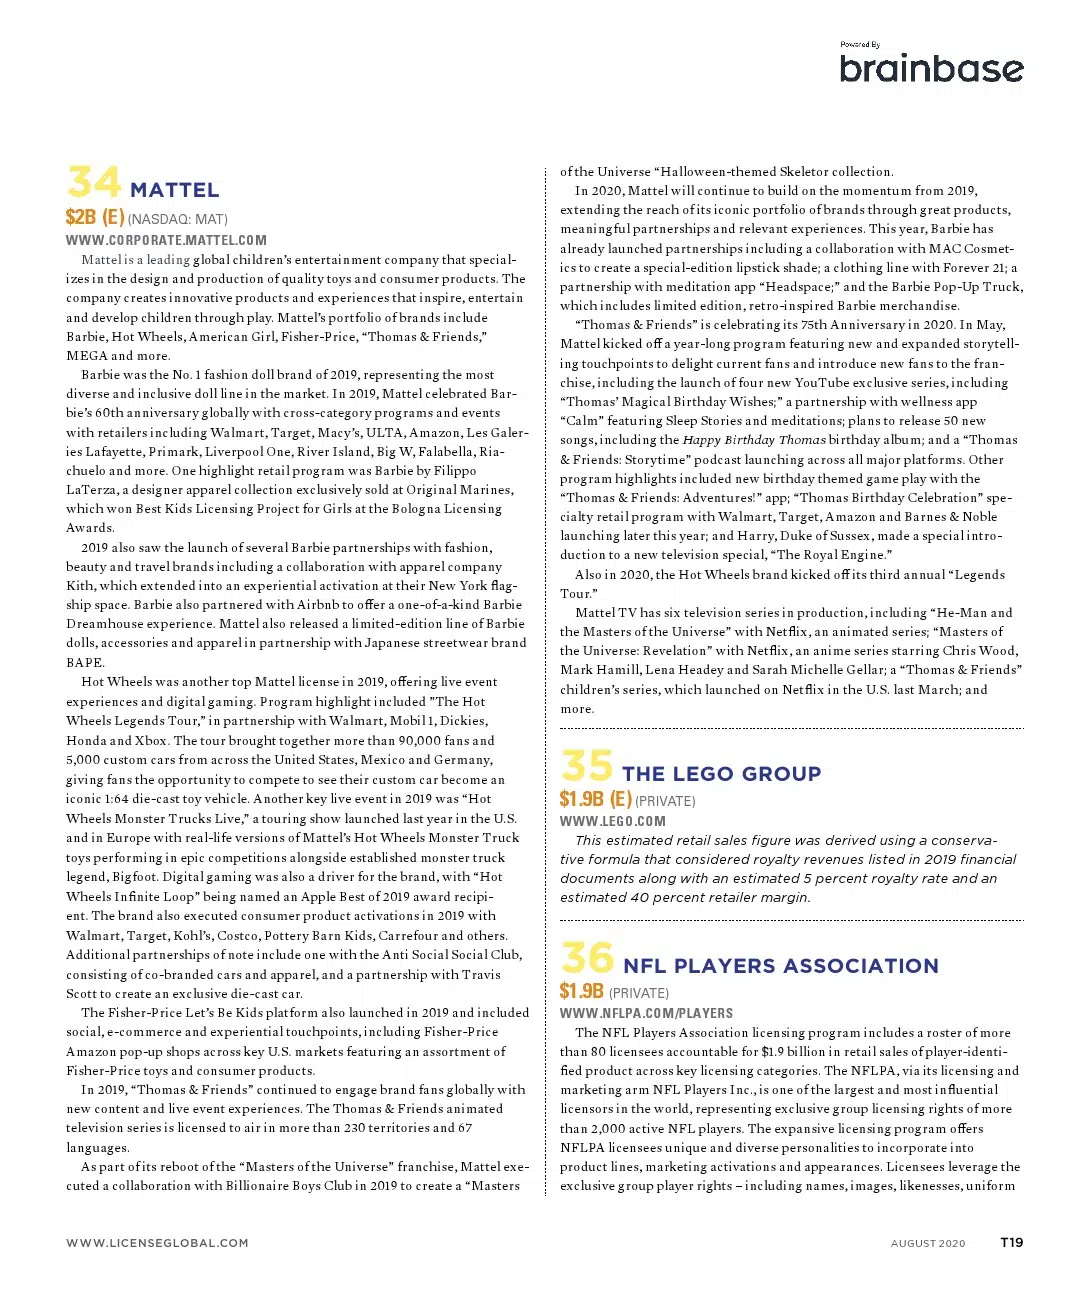 Powered By
brainbase
34 MATTEL
$2B (E) (NASDAQ: MAT)
WWW.CORPORATE.MATTEL.COM
Mattel is a leading global children's entertainment company that special-
izes in the design and production of quality toys and consumer products. The
company creates innovative products and experiences that inspire, entertain
and develop children through play. Mattel's portfolio of brands include
Barbie, Hot Wheels, American Girl, Fisher-Price, “Thomas & Friends,”
MEGA and more.
Barbie was the No. 1 fashion doll brand of 2019, representing the most
diverse and inclusive doll line in the market. In 2019, Mattel celebrated Bar-
bie's 60th anniversary globally with cross-category programs and events
with retailers including Walmart, Target, Macy's, ULTA, Amazon, Les Galer-
ies Lafayette, Primark, Liverpool One, River Island, Big W, Falabella, Ria-
chuelo and more. One highlight retail program was Barbie by Filippo
LaTerza, a designer apparel collection exclusively sold at Original Marines,
which won Best Kids Licensing Project for Girls at the Bologna Licensing
Awards.
2019 also saw the launch of several Barbie partnerships with fashion,
beauty and travel brands including a collaboration with apparel company
Kith, which extended into an experiential activation at their New York flag-
ship space. Barbie also partnered with Airbnb to offer a one-of-a-kind Barbie
Dreamhouse experience. Mattel also released a limited-edition line of Barbie
dolls, accessories and apparel in partnership with Japanese streetwear brand
BAPE.
Hot Wheels was another top Mattel license in 2019, offering live event
experiences and digital gaming. Program highlight included ”The Hot
Wheels Legends Tour,” in partnership with Walmart, Mobil 1, Dickies,
Honda and Xbox. The tour brought together more than 90,000 fans and
5,000 custom cars from across the United States, Mexico and Germany,
giving fans the opportunity to compete to see their custom car become an
iconic 1:64 die-cast toy vehicle. Another key live event in 2019 was “Hot
Wheels Monster Trucks Live,” a touring show launched last year in the U.S.
and in Europe with real-life versions of Mattel's Hot Wheels Monster Truck
toys performing in epic competitions alongside established monster truck
legend, Bigfoot. Digital gaming was also a driver for the brand, with “Hot
Wheels Infinite Loop” being named an Apple Best of 2019 award recipi-
ent. The brand also executed consumer product activations in 2019 with
Walmart, Target, Kohl's, Costco, Pottery Barn Kids, Carrefour and others.
Additional partnerships of note include one with the Anti Social Social Club,
consisting of co-branded cars and apparel, and a partnership with Travis
Scott to create an exclusive die-cast car.
The Fisher-Price Let's Be Kids platform also launched in 2019 and included
social, e-commerce and experiential touchpoints, including Fisher-Price
Amazon pop-up shops across key U.S. markets featuring an assortment of
Fisher-Price toys and consumer products.
In 2019, “Thomas & Friends” continued to engage brand fans globally with
new content and live event experiences. The Thomas & Friends animated
television series is licensed to air in more than 230 territories and 67
languages.
As part of its reboot of the “Masters of the Universe” franchise, Mattel exe-
cuted a collaboration with Billionaire Boys Club in 2019 to create a “Masters
of the Universe “Halloween-themed Skeletor collection.
In 2020, Mattel will continue to build on the momentum from 2019,
extending the reach of its iconic portfolio of brands through great products,
meaningful partnerships and relevant experiences. This year, Barbie has
already launched partnerships including a collaboration with MAC Cosmet-
ics to create a special-edition lipstick shade; a clothing line with Forever 21; a
partnership with meditation app “Headspace;” and the Barbie Pop-Up Truck,
which includes limited edition, retro-inspired Barbie merchandise.
“Thomas & Friends” is celebrating its 75th Anniversary in 2020. In May,
Mattel kicked off a year-long program featuring new and expanded storytell-
ing touchpoints to delight current fans and introduce new fans to the fran-
chise, including the launch of four new YouTube exclusive series, including
“Thomas' Magical Birthday Wishes;” a partnership with wellness app
“Calm” featuring Sleep Stories and meditations; plans to release 50 new
songs, including the Happy Birthday Thomas birthday album; and a “Thomas
& Friends: Storytime” podcast launching across all major platforms. Other
program highlights included new birthday themed game play with the
“Thomas & Friends: Adventures!” app; “Thomas Birthday Celebration” spe-
cialty retail program with Walmart, Target, Amazon and Barnes & Noble
launching later this year; and Harry, Duke of Sussex, made a special intro-
duction to a new television special, “The Royal Engine.”
Also in 2020, the Hot Wheels brand kicked off its third annual “Legends
Tour.”
Mattel TV has six television series in production, including “He-Man and
the Masters of the Universe” with Netflix, an animated series; “Masters of
the Universe: Revelation” with Netflix, an anime series starring Chris Wood,
Mark Hamill, Lena Headey and Sarah Michelle Gellar; a “Thomas & Friends”
children's series, which launched on Netflix in the U.S. last March; and
more.
35 THE LEGO GROUP
$1.9B (E) (PRIVATE)
WWW.LEGO.COM
This estimated retail sales figure was derived using a conserva-
tive formula that considered royalty revenues listed in 2019 financial
documents along with an estimated 5 percent royalty rate and an
estimated 40 percent retailer margin.
36 NFL PLAYERS ASSOCIATION
$1.9B (PRIVATE)
WWW.NFLPA.COM/PLAYERS
The NFL Players Association licensing program includes a roster of more
than 80 licensees accountable for $1.9 billion in retail sales of player-identi-
fied product across key licensing categories. The NFLPA, via its licensing and
marketing arm NFL Players Inc., is one of the largest and most influential
licensors in the world, representing exclusive group licensing rights of more
than 2,000 active NFL players. The expansive licensing program offers
NFLPA licensees unique and diverse personalities to incorporate into
product lines, marketing activations and appearances. Licensees leverage the
exclusive group player rights – including names, images, likenesses, uniform
WWW.LICENSEGLOBAL.COM
AUGUST 2020 T19